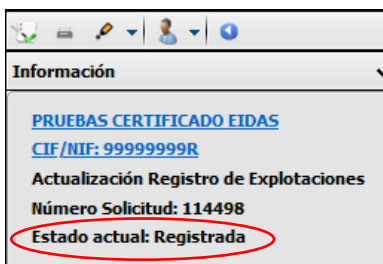 Información
PRUEBAS CERTIFICADO EIDAS
CIF/NIF: 99999999R
Actualización Registro de Explotaciones
Número Solicitud: 114498
Estado actual: Registrada